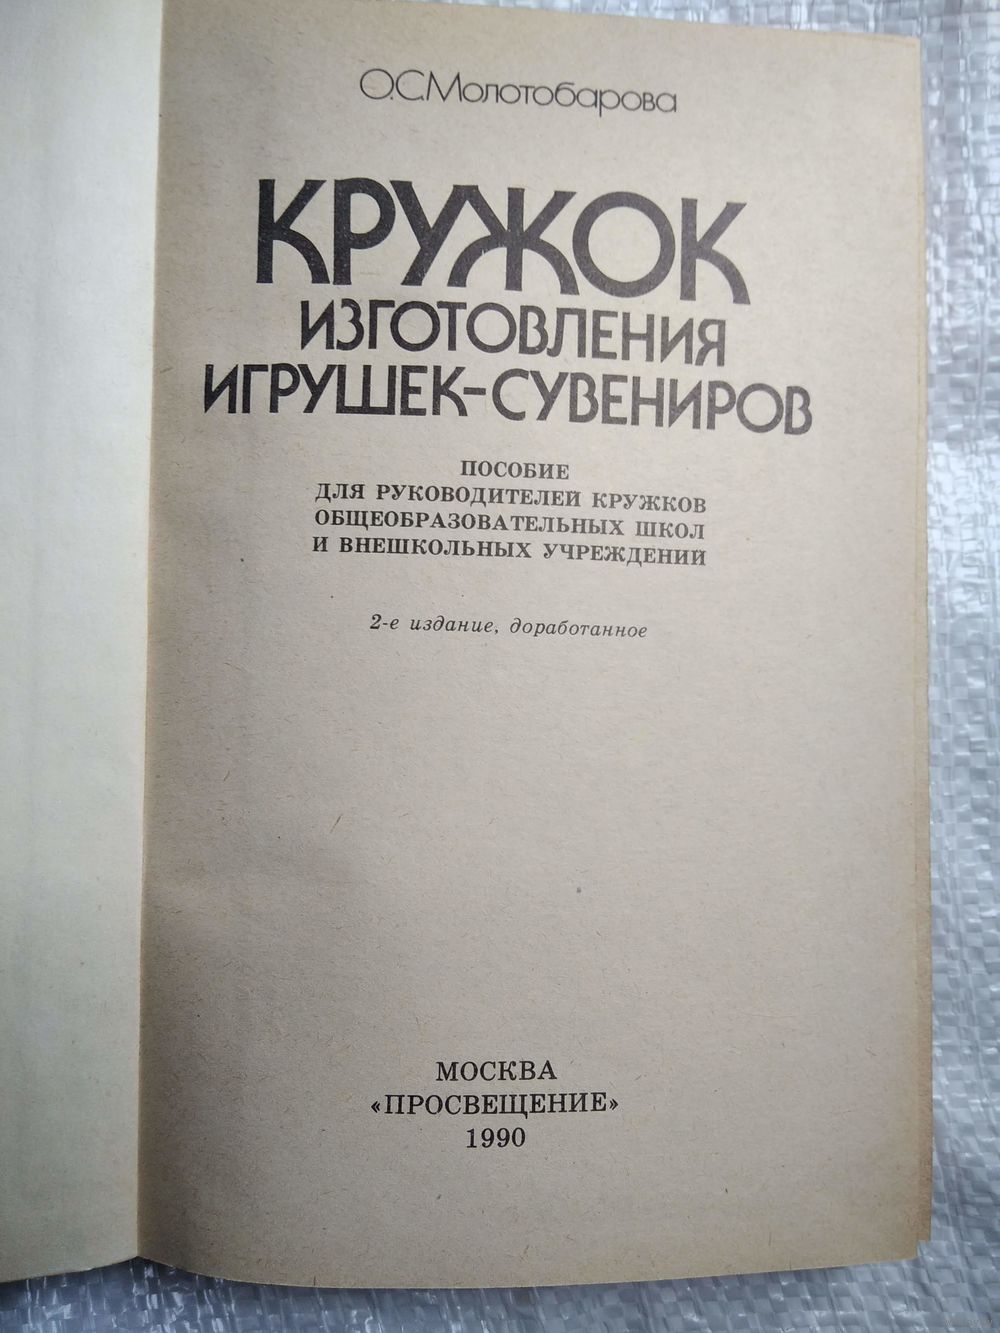 О.С.Молотобарова
КРУЖОК
ИЗГОТОВЛЕНИЯ
ИГРУШЕК-СУВЕНИРОВ
ПОСОБИЕ
ДЛЯ РУКОВОДИТЕЛЕЙ КРУЖКОВ
ОБЩЕОБРАЗОВАТЕЛЬНЫХ ШКОЛ
И ВНЕШКОЛЬНЫХ УЧРЕЖДЕНИЙ
2-е издание, доработанное
МОСКВА
«ПРОСВЕЩЕНИЕ»
1990